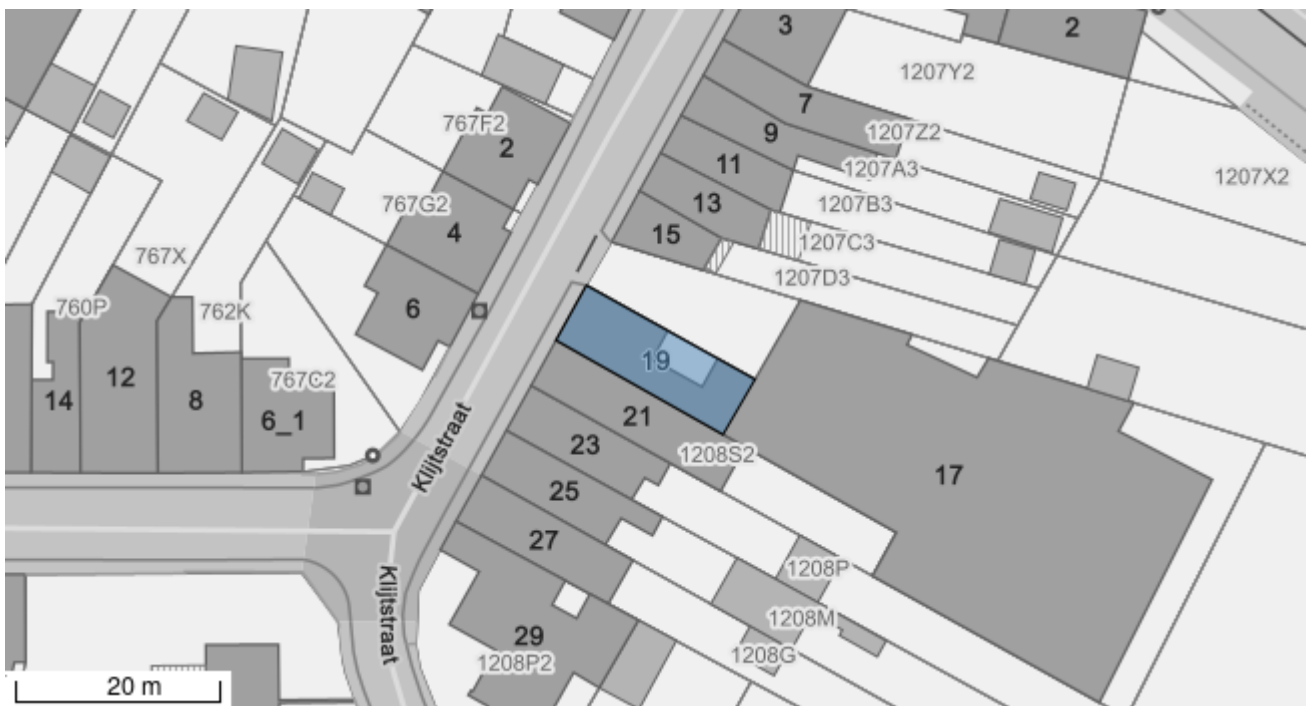 3
2
1207Y2
7
767F2
9
1207Z2
2
11
1207A3
1207X2
767G2
13
1207B3
4
15
1207C3
767X
1207D3
760P
762K
6
19
12
767C2
14
8
6_1
21
Klijtstraat
23
1208S2
17
25
27
1208P
Klijtstraat
1208M
29
1208G
1208P2
20 m